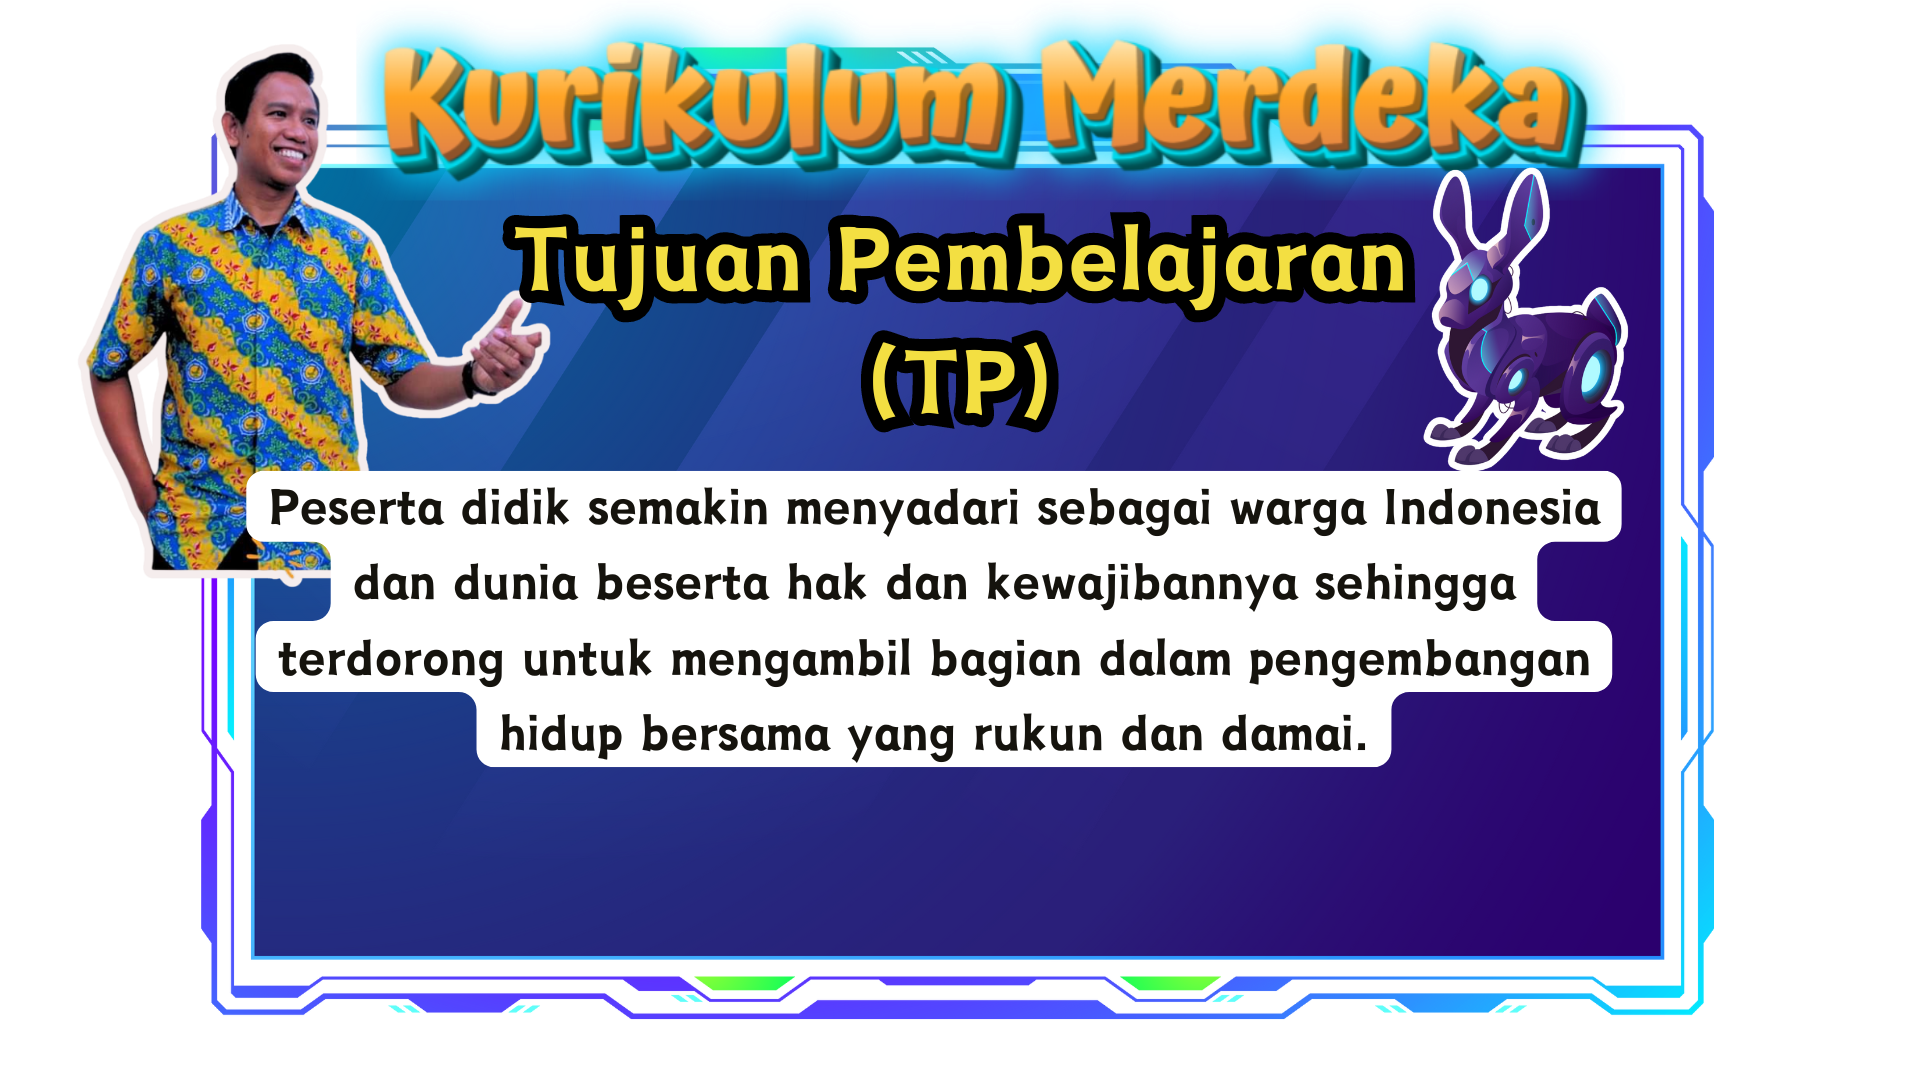 Kurikulum Merdeka
Tujuan Pembelajaran
(TP)
Peserta didik semakin menyadari sebagai warga Indonesia
dan dunia beserta hak dan kewajibannya sehingga
terdorong untuk mengambil bagian dalam pengembangan
hidup bersama yang rukun dan damai.